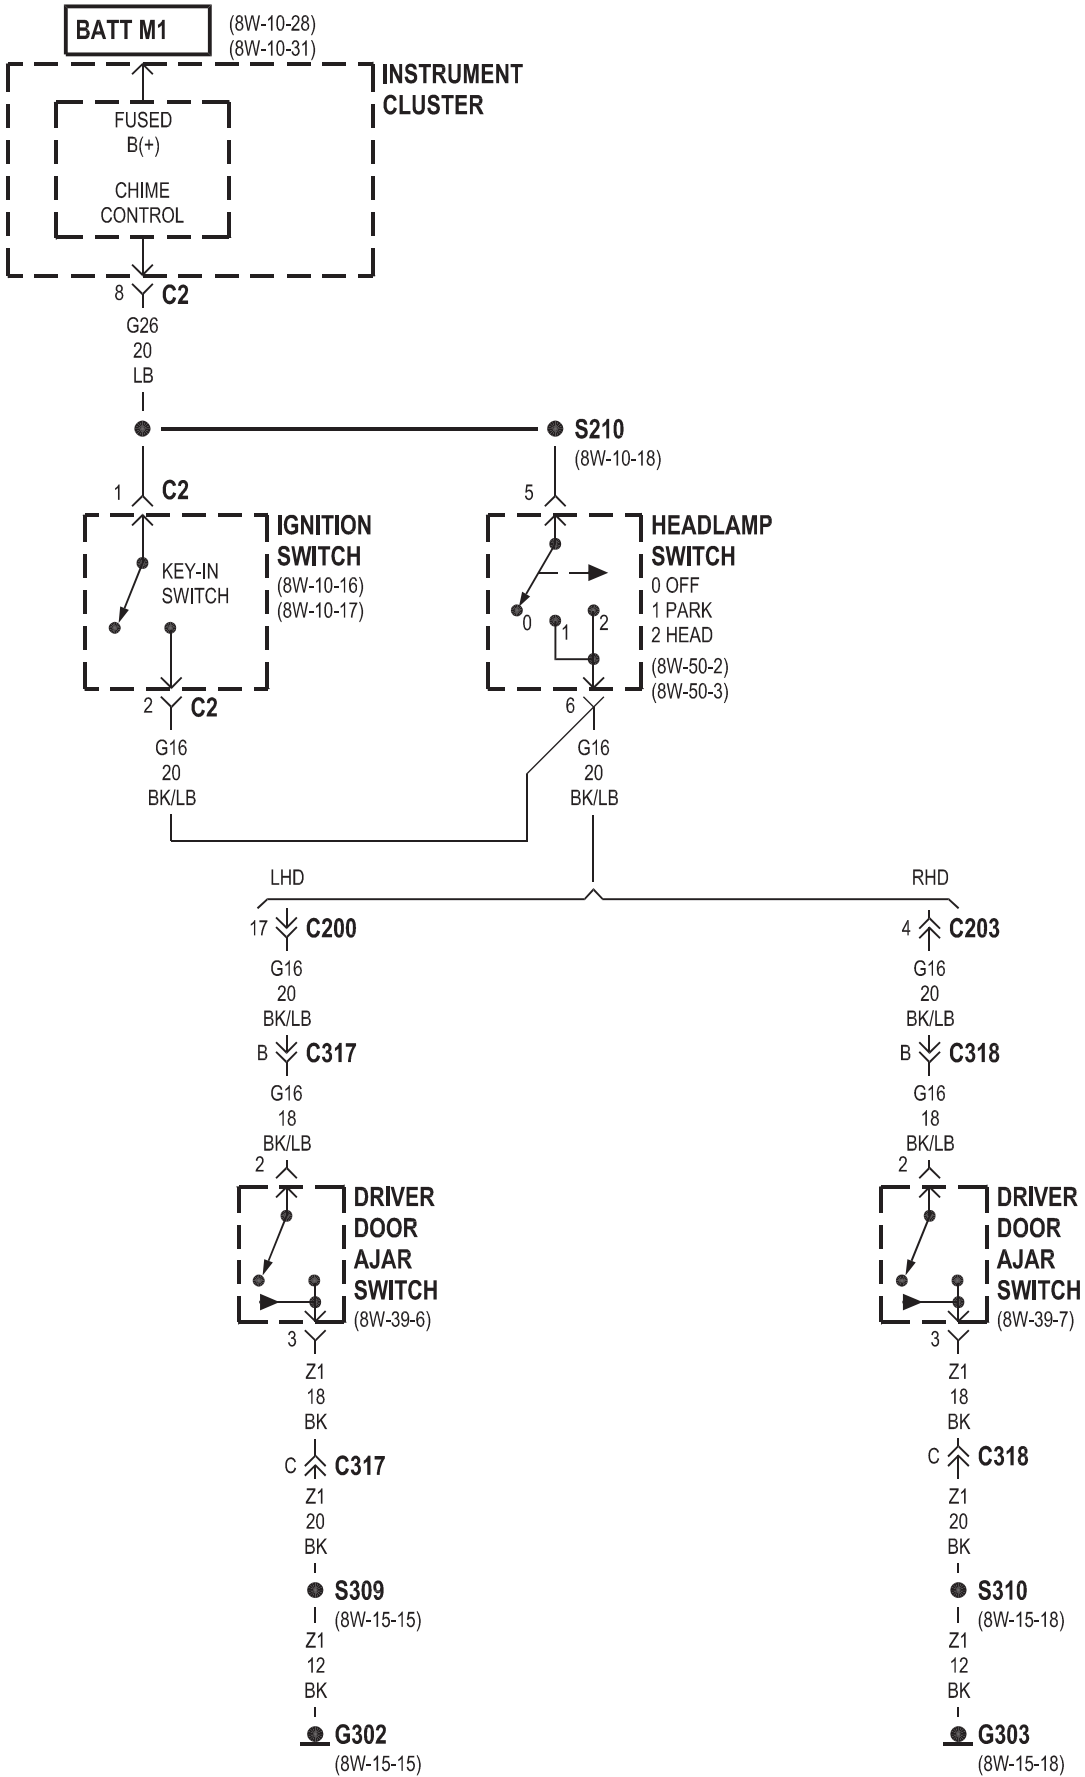 BATT M1
(8W-10-28)
(8W-10-31)
INSTRUMENT
CLUSTER
FUSED
B(+)
CHIME
CONTROL
8
C2
G26
20
LB
S210
(8W-10-18)
1
C2
5
IGNITION
SWITCH
(8W-10-16)
(8W-10-17)
KEY-IN
SWITCH
HEADLAMP
SWITCH
0 OFF
1 PARK
2 HEAD
(8W-50-2)
(8W-50-3)
0
1
2
2
C2
6
G16
20
BK/LB
G16
20
BK/LB
LHD
RHD
17
C200
4
C203
G16
20
BK/LB
G16
20
BK/LB
B
C317
B
C318
G16
18
BK/LB
G16
18
BK/LB
2
2
DRIVER
DOOR
AJAR
SWITCH
(8W-39-6)
DRIVER
DOOR
AJAR
SWITCH
(8W-39-7)
3
3
Z1
18
BK
Z1
18
BK
C
C317
C
C318
Z1
20
BK
Z1
20
BK
S309
(8W-15-15)
S310
(8W-15-18)
Z1
12
BK
Z1
12
BK
G302
(8W-15-15)
G303
(8W-15-18)